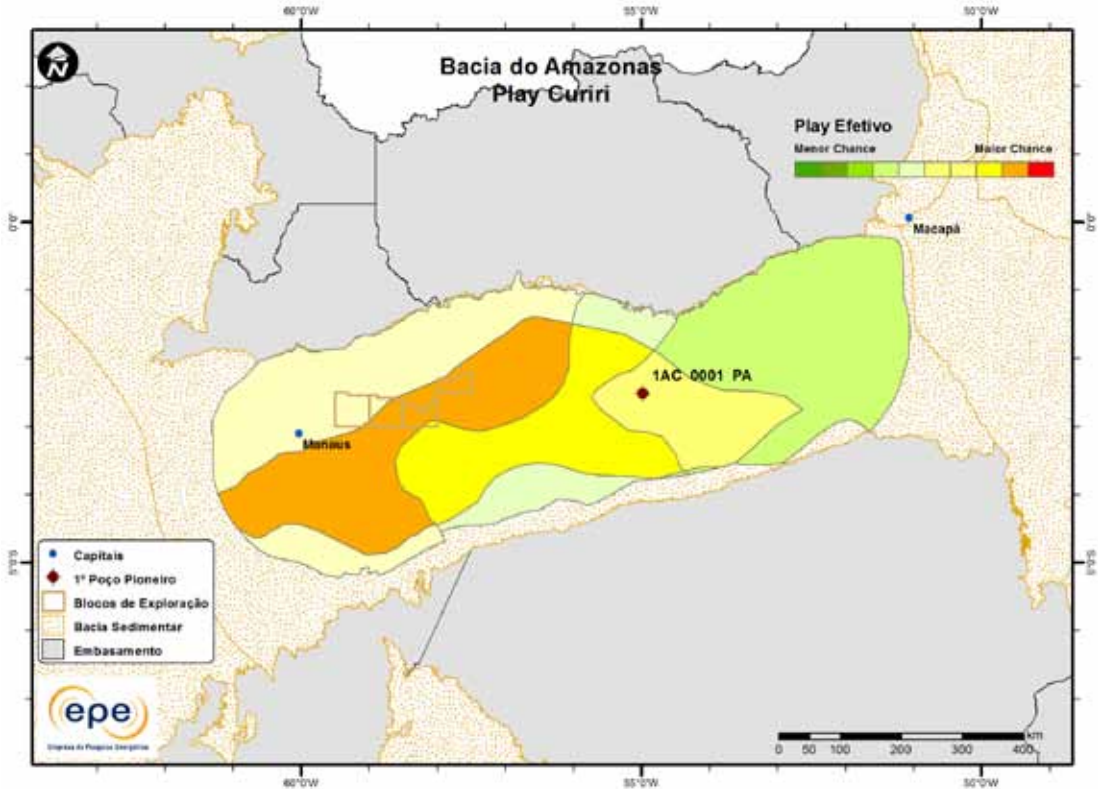 60°0'W 55°0'W 50°0'W
N
Bacia do Amazonas
Play Curiri
Play Efetivo
Menor Chance Maior Chance
0°0' 0°0'
Macapá
1AC 0001 PA
Manaus
5°0'S 5°0'S
Capitais
1º Poço Pioneiro
Blocos de Exploração
Bacia Sedimentar
Embasamento
epe
Empresa de Pesquisa Energética
km
0 50 100 200 300 400
60°0'W 55°0'W 50°0'W